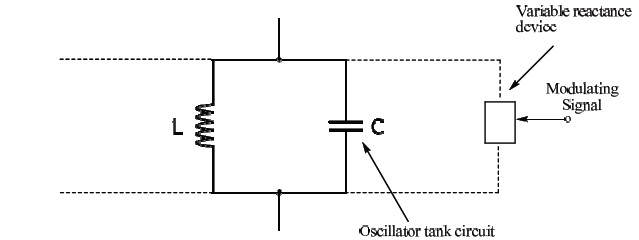 Variable reactance
device
Modulating
Signal
L
C
Oscillator tank circuit